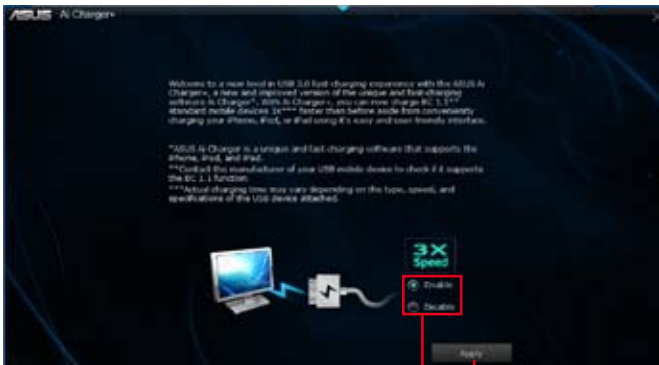 ASUS Ai Charger+
Welcome to a new level in USB 3.0 fast-charging experience with the ASUS Ai
Charger+, a new and improved version of the unique and fast-charging
software Ai Charger*. With Ai Charger+, you can now charge BC 1.1**
standard mobile devices 3X*** faster than before aside from conveniently
charging your iPhone, iPod, or iPad using it's easy and user-friendly interface.
*ASUS Ai Charger is a unique and fast-charging software that supports the
iPhone, iPod, and iPad.
**Contact the manufacturer of your USB mobile device to check if it supports
the BC 1.1 function.
***Actual charging time may vary depending on the type, speed, and
specifications of the USB device attached.
3X
Speed
Enable
Disable
Apply